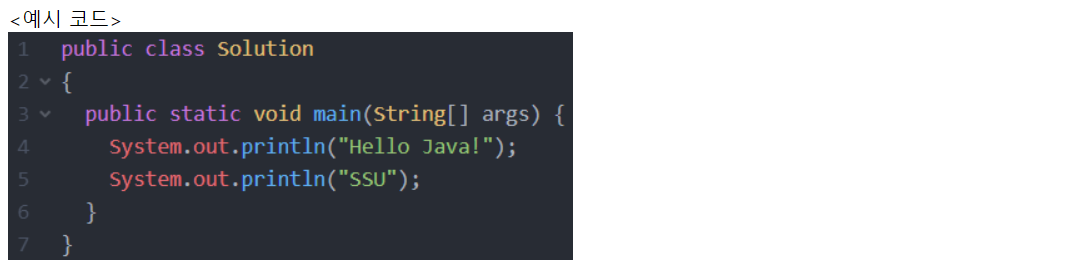 <예시 코드>
1 public class Solution
2 {
3   public static void main(String[] args) {
4     System.out.println("Hello Java!");
5     System.out.println("SSU");
6   }
7 }